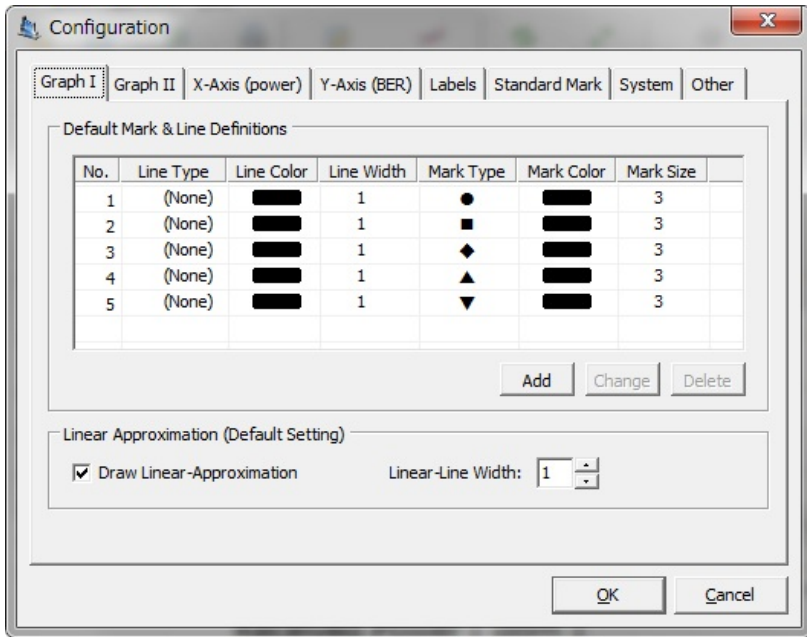 Configuration
Graph I Graph II X-Axis (power) Y-Axis (BER) Labels Standard Mark System Other
Default Mark & Line Definitions
No. Line Type Line Color Line Width Mark Type Mark Color Mark Size
1 (None) 1 ● 3
2 (None) 1 ■ 3
3 (None) 1 ◆ 3
4 (None) 1 ▲ 3
5 (None) 1 ▼ 3
Add Change Delete
Linear Approximation (Default Setting)
Draw Linear-Approximation Linear-Line Width: 1
OK Cancel